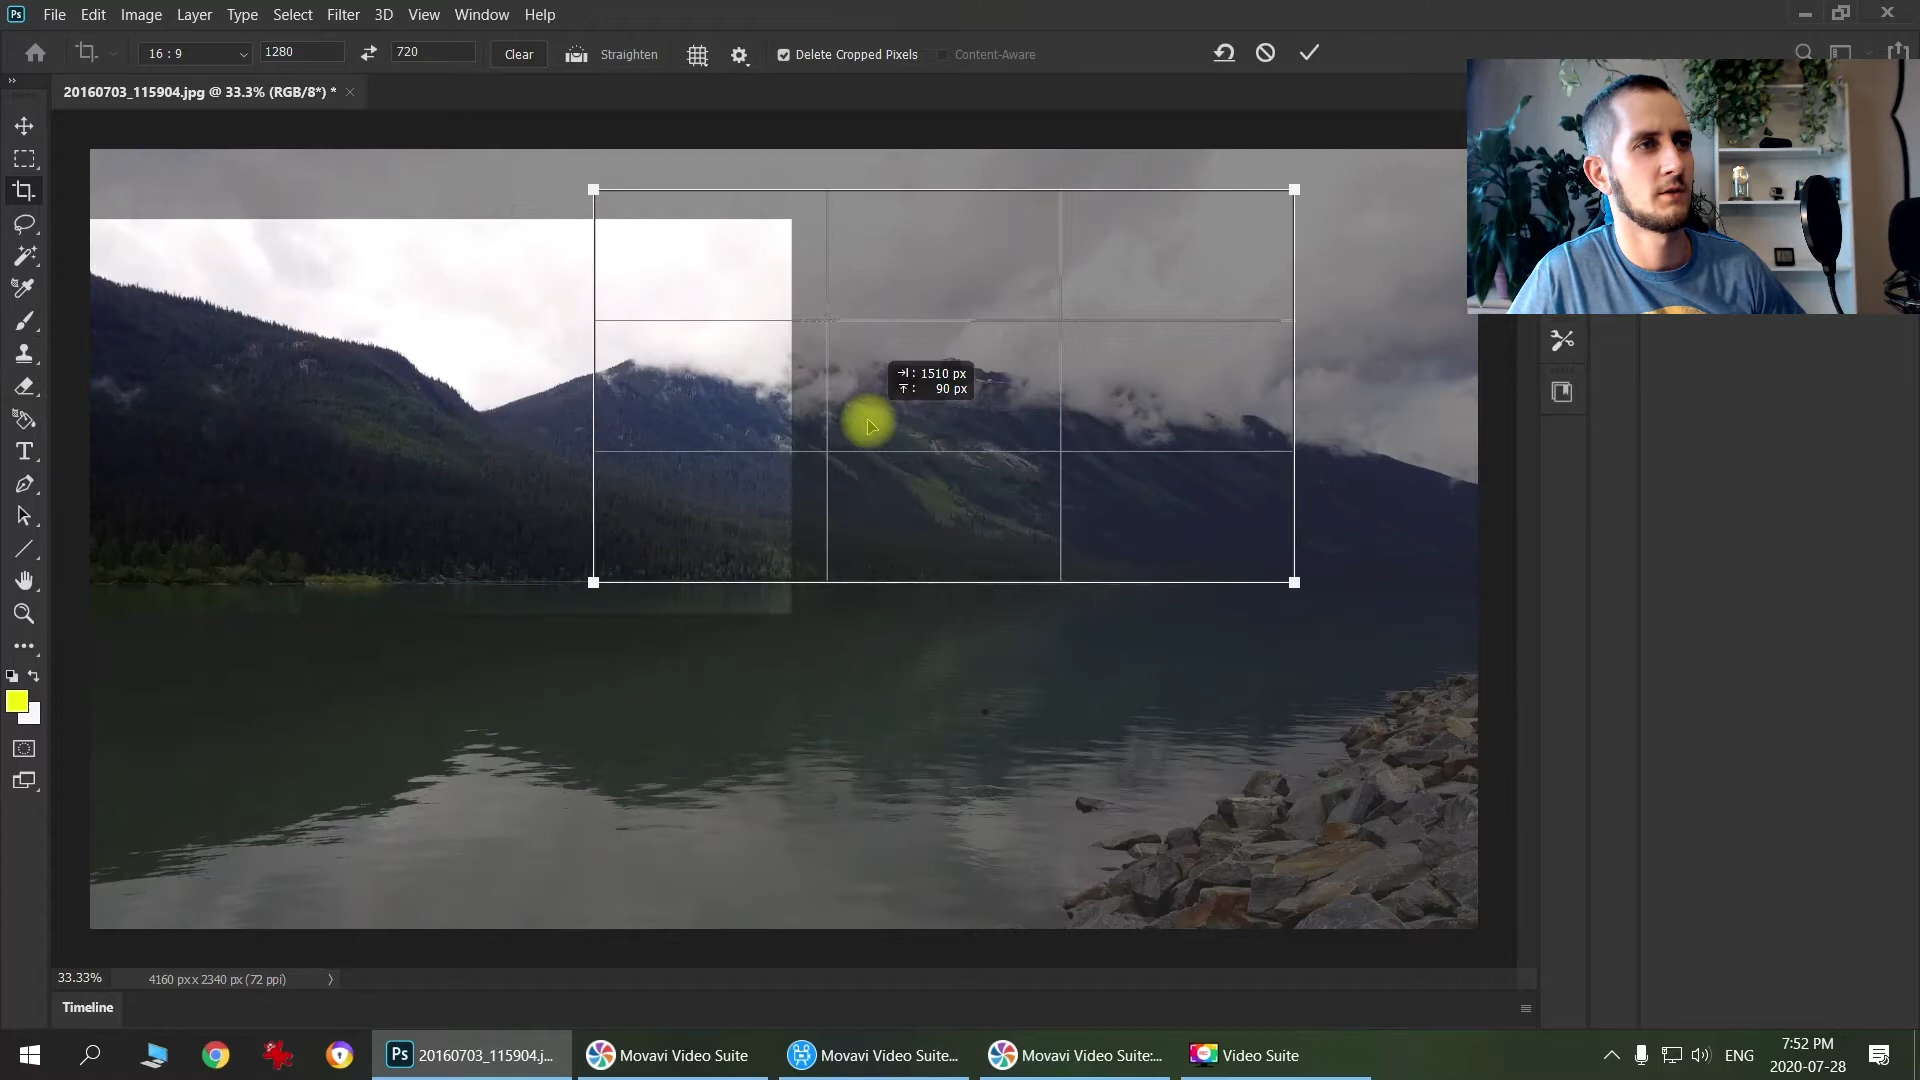 Ps File Edit Image Layer Type Select Filter 3D View Window Help
16 : 9 1280 720 Clear Straighten Delete Cropped Pixels Content-Aware
20160703_115904.jpg @ 33.3% (RGB/8*) * ×
: 1510 px
: 90 px
T
33.33% 4160 px x 2340 px (72 ppi)
Timeline
Ps 20160703_115904.j... Movavi Video Suite Movavi Video Suite... Movavi Video Suite:... Video Suite ENG 7:52 PM
2020-07-28